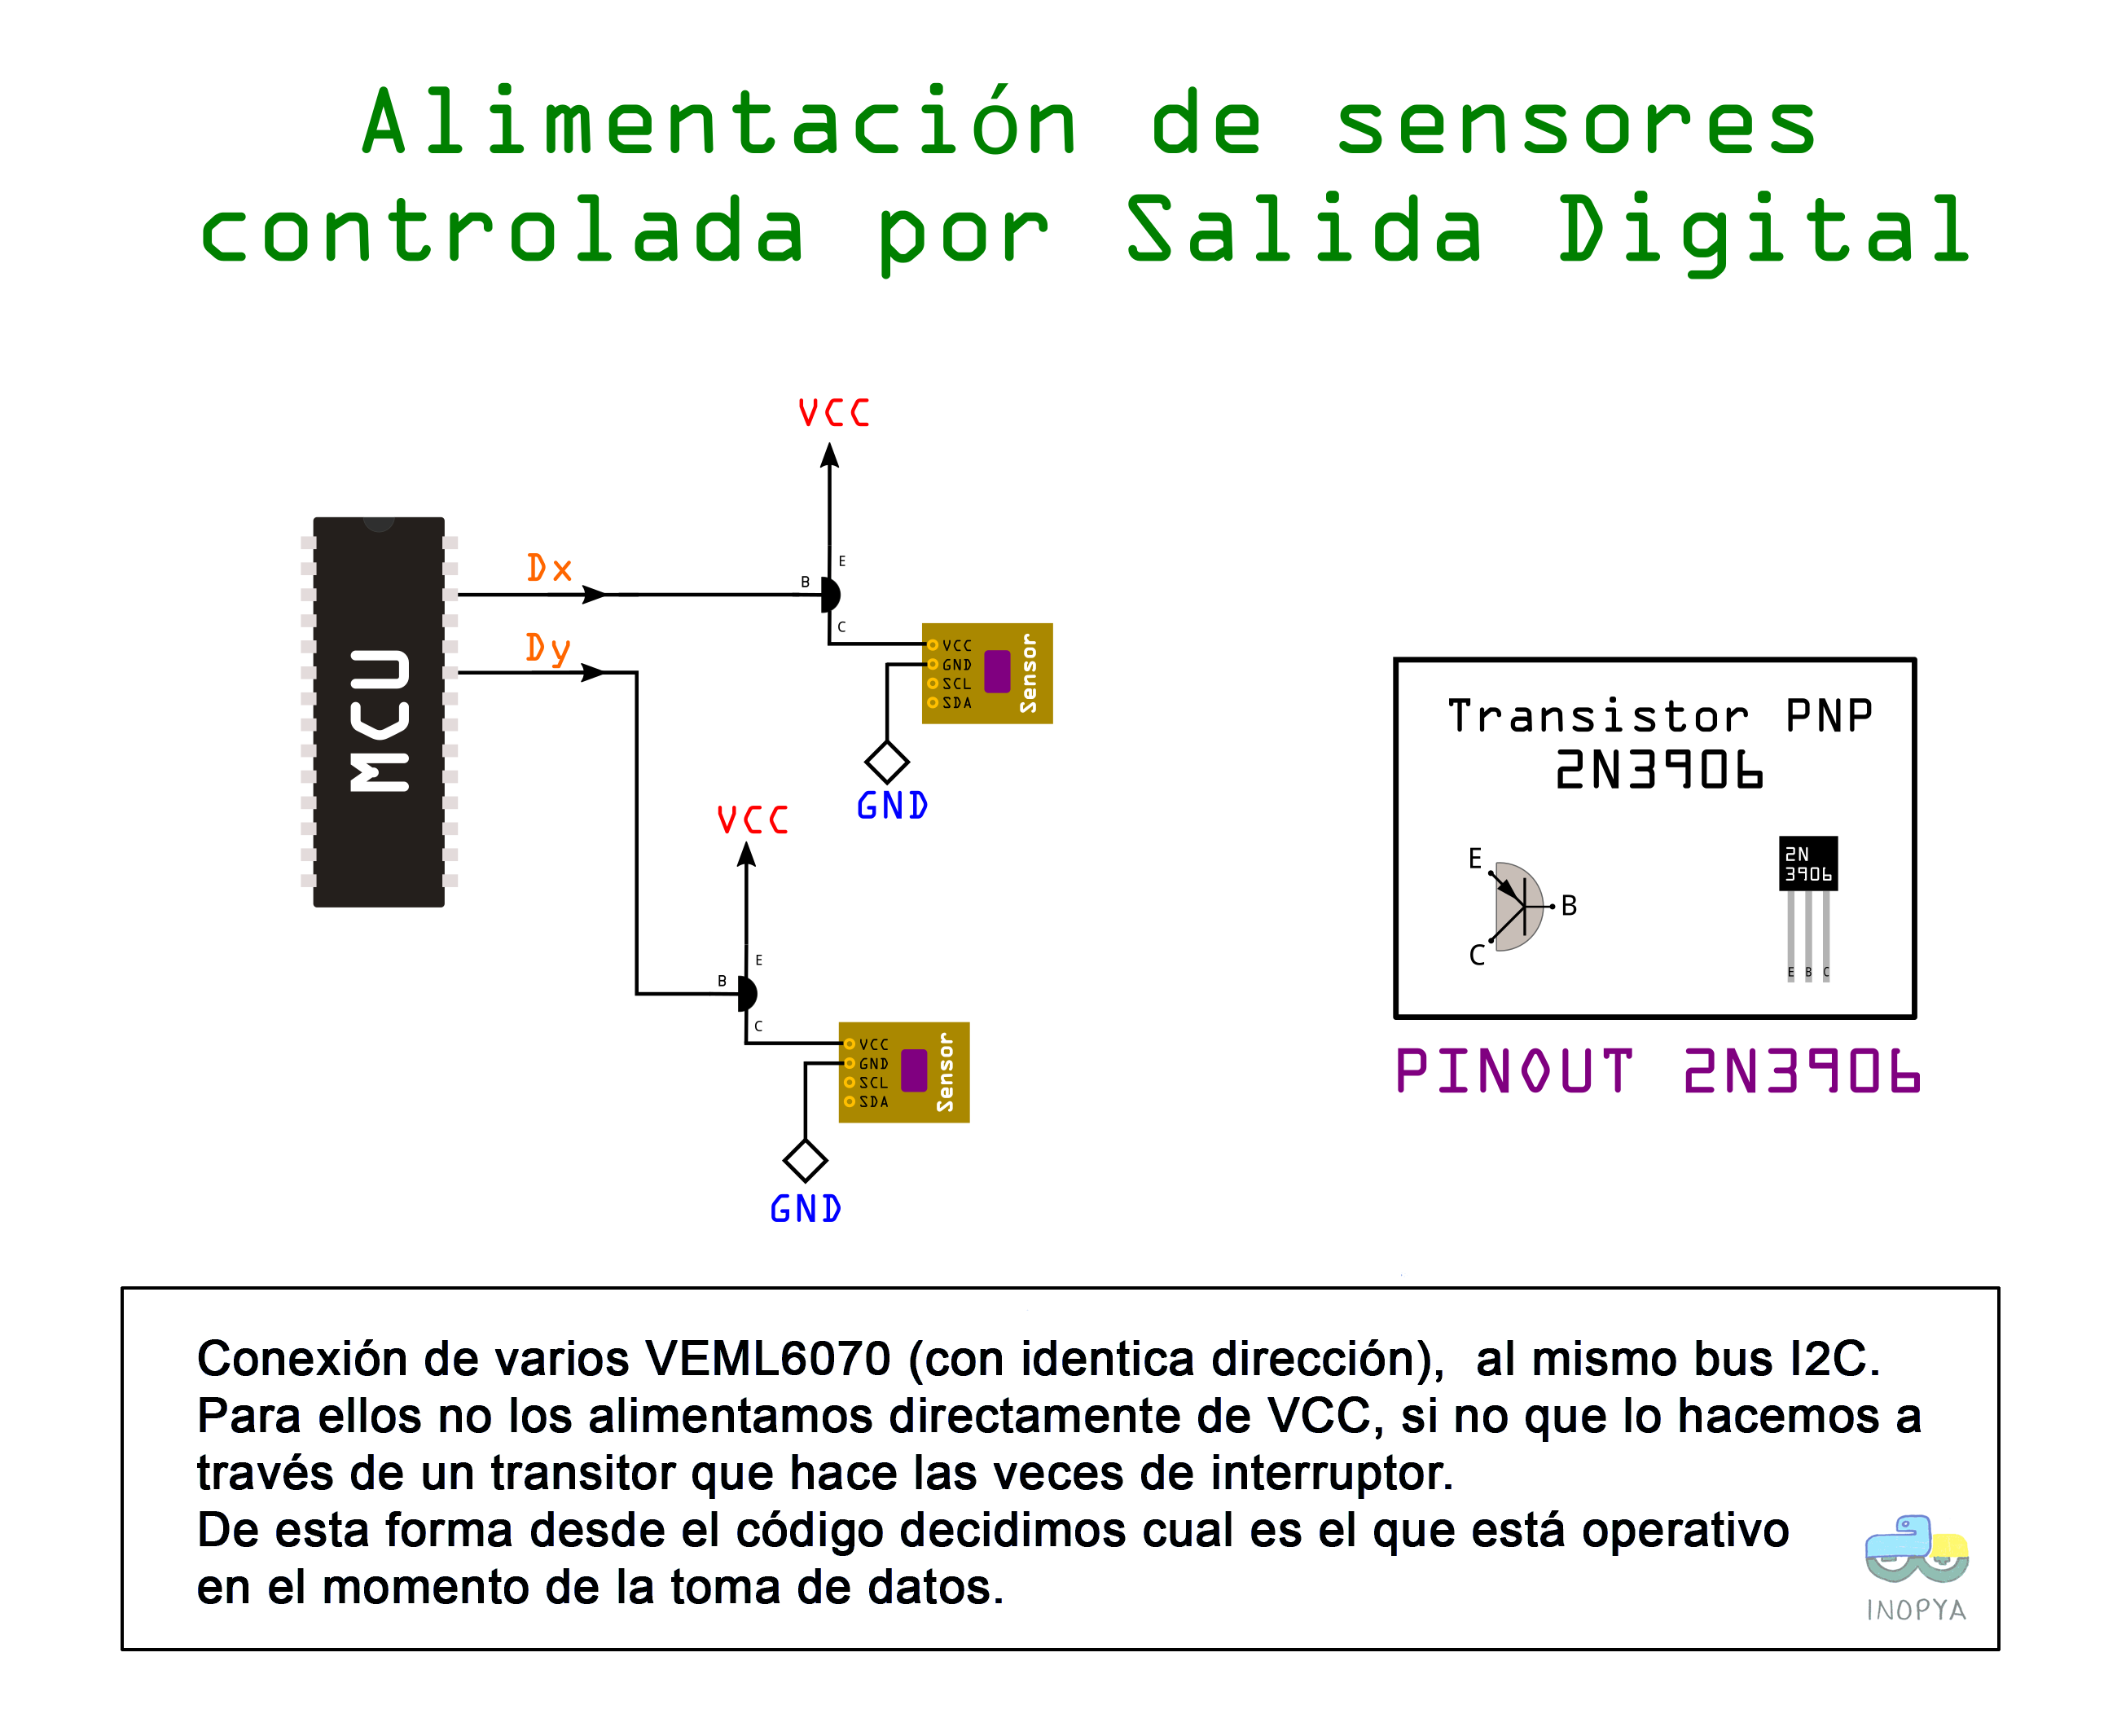 Alimentación de sensores
controlada por Salida Digital
VCC
E
B
C
Dx
Dy
MCU
VCC
GND
SCL
SDA
Sensor
GND
VCC
E
B
C
VCC
GND
SCL
SDA
Sensor
GND
Transistor PNP
2N3906
E
B
C
2N
3906
E B C
PINOUT 2N3906
Conexión de varios VEML6070 (con identica dirección),  al mismo bus I2C.
Para ellos no los alimentamos directamente de VCC, si no que lo hacemos a
través de un transitor que hace las veces de interruptor.
De esta forma desde el código decidimos cual es el que está operativo
en el momento de la toma de datos.
INOPYA